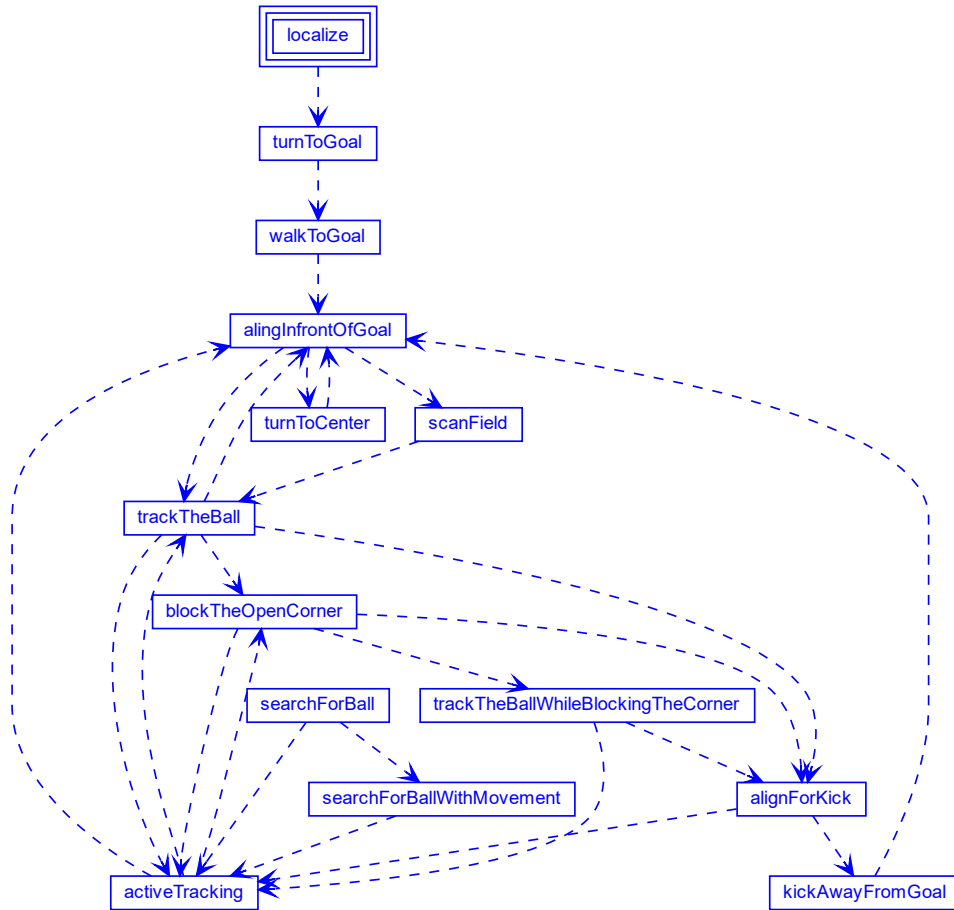 localize
turnToGoal
walkToGoal
alingInfrontOfGoal
turnToCenter
scanField
trackTheBall
blockTheOpenCorner
searchForBall
trackTheBallWhileBlockingTheCorner
searchForBallWithMovement
alignForKick
activeTracking
kickAwayFromGoal